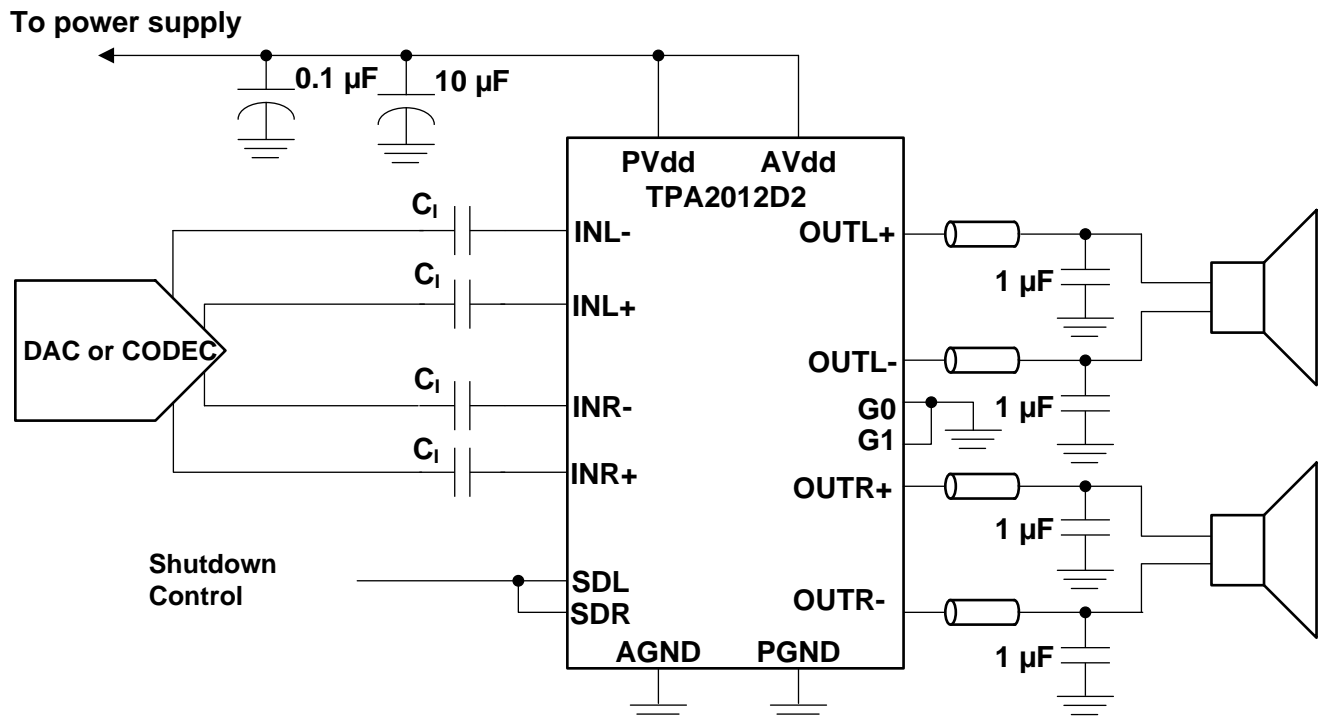 To power supply
0.1 µF
10 µF
PVdd
AVdd
TPA2012D2
CI
INL-
OUTL+
CI
INL+
1 µF
DAC or CODEC
OUTL-
CI
INR-
G0
G1
1 µF
CI
INR+
OUTR+
1 µF
Shutdown
Control
SDL
SDR
OUTR-
AGND
PGND
1 µF